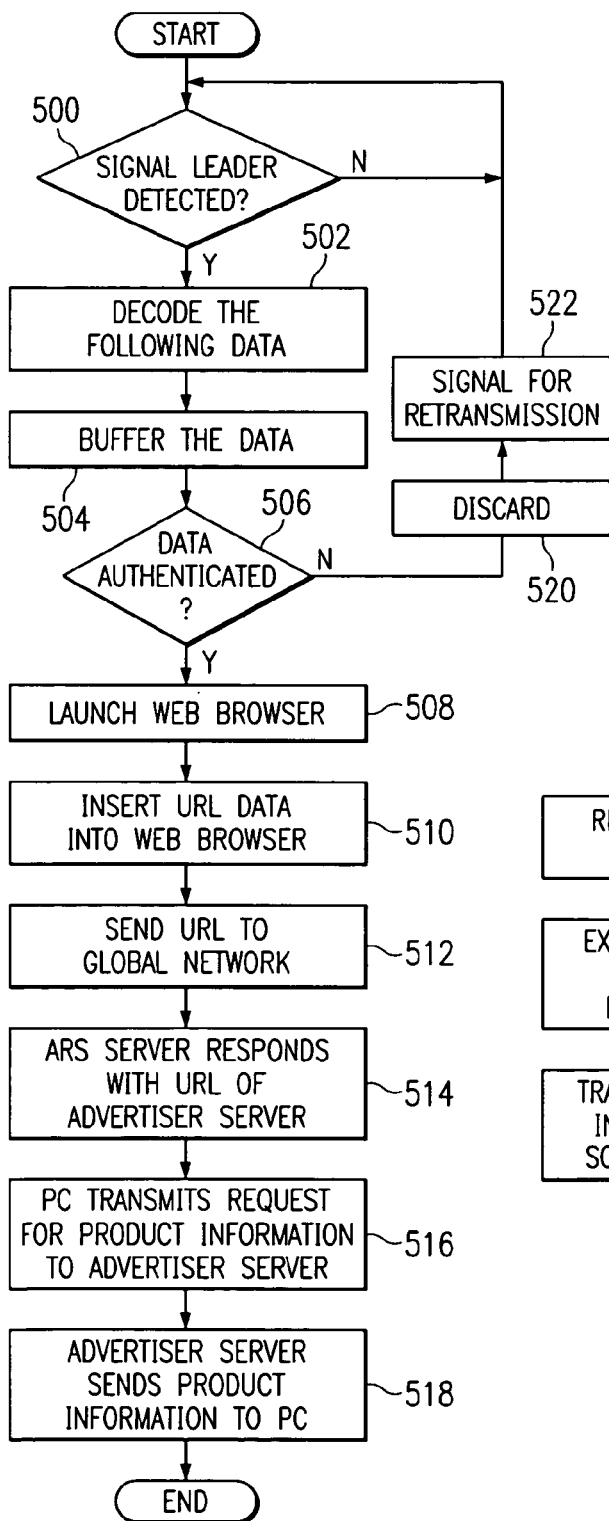 START
500
SIGNAL LEADER
DETECTED?
N
Y
502
DECODE THE
FOLLOWING DATA
522
SIGNAL FOR
RETRANSMISSION
BUFFER THE DATA
504
506
DISCARD
520
DATA
AUTHENTICATED
?
N
Y
LAUNCH WEB BROWSER
508
INSERT URL DATA
INTO WEB BROWSER
510
SEND URL TO
GLOBAL NETWORK
512
ARS SERVER RESPONDS
WITH URL OF
ADVERTISER SERVER
514
PC TRANSMITS REQUEST
FOR PRODUCT INFORMATION
TO ADVERTISER SERVER
516
ADVERTISER SERVER
SENDS PRODUCT
INFORMATION TO PC
518
END